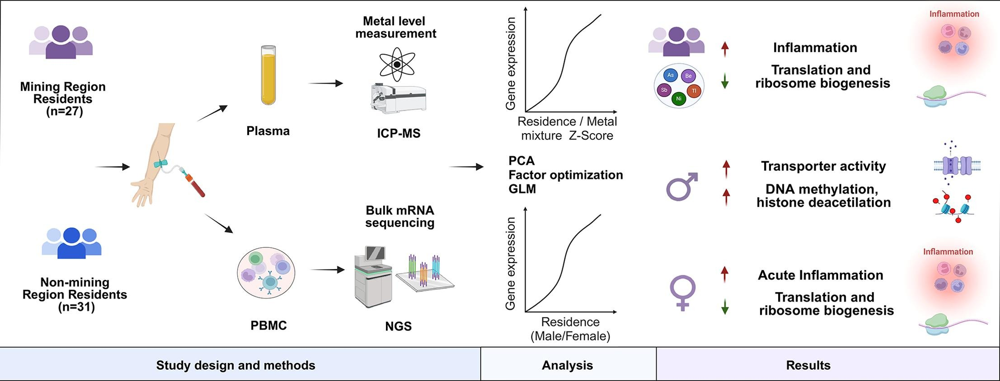 Mining Region
Residents
(n=27)
Non-mining
Region Residents
(n=31)
Plasma
PBMC
Metal level
measurement
ICP-MS
Bulk mRNA
sequencing
NGS
Gene expression
Residence / Metal
mixture Z-Score
PCA
Factor optimization
GLM
Gene expression
Residence
(Male/Female)
As
Be
Sb
Tl
Ni
Inflammation
Translation and
ribosome biogenesis
Inflammation
Transporter activity
DNA methylation,
histone deacetilation
Acute Inflammation
Translation and
ribosome biogenesis
Inflammation
Study design and methods
Analysis
Results